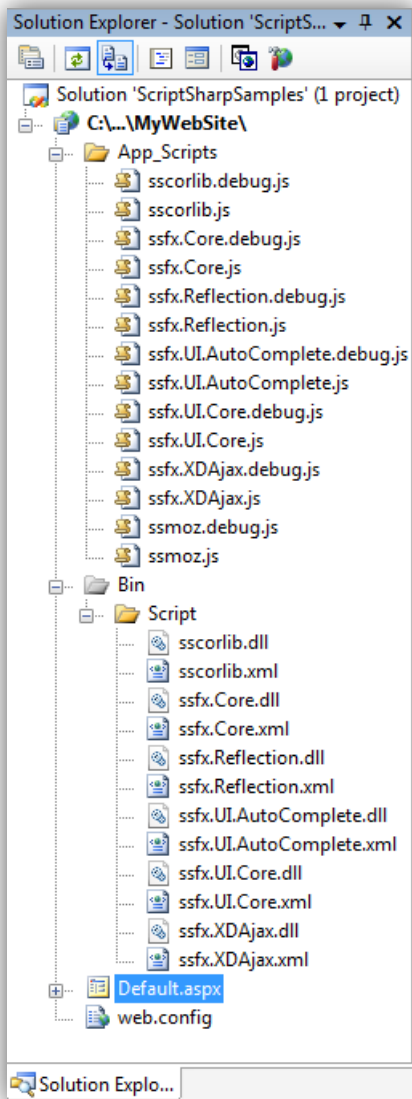 Solution Explorer - Solution 'ScriptS...
Solution 'ScriptSharpSamples' (1 project)
C:\...\MyWebSite\
App_Scripts
sscorlib.debug.js
sscorlib.js
ssfx.Core.debug.js
ssfx.Core.js
ssfx.Reflection.debug.js
ssfx.Reflection.js
ssfx.UI.AutoComplete.debug.js
ssfx.UI.AutoComplete.js
ssfx.UI.Core.debug.js
ssfx.UI.Core.js
ssfx.XDAjax.debug.js
ssfx.XDAjax.js
ssmoz.debug.js
ssmoz.js
Bin
Script
sscorlib.dll
sscorlib.xml
ssfx.Core.dll
ssfx.Core.xml
ssfx.Reflection.dll
ssfx.Reflection.xml
ssfx.UI.AutoComplete.dll
ssfx.UI.AutoComplete.xml
ssfx.UI.Core.dll
ssfx.UI.Core.xml
ssfx.XDAjax.dll
ssfx.XDAjax.xml
Default.aspx
web.config
Solution Explo...